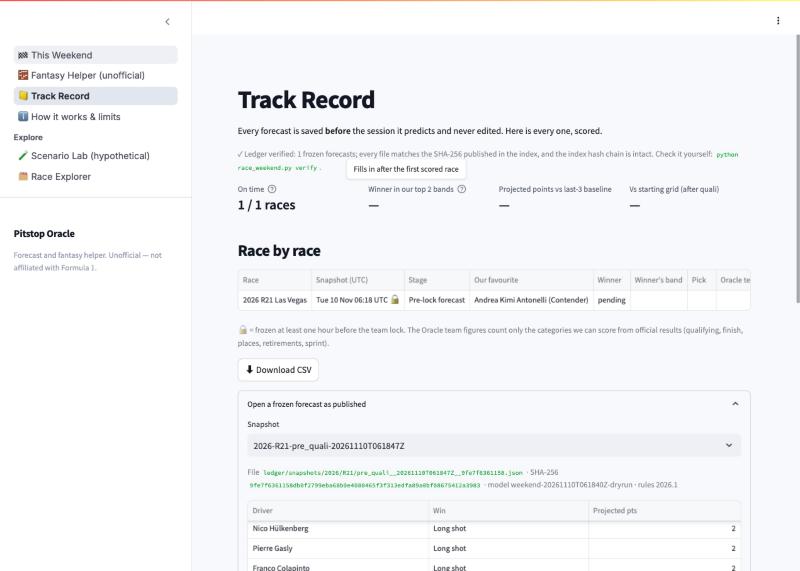 This Weekend
Fantasy Helper (unofficial)
Track Record
How it works & limits
Explore
Scenario Lab (hypothetical)
Race Explorer
Pitstop Oracle
Forecast and fantasy helper. Unofficial — not
affiliated with Formula 1.
Track Record
Every forecast is saved before the session it predicts and never edited. Here is every one, scored.
✓ Ledger verified: 1 frozen forecasts; every file matches the SHA-256 published in the index, and the index hash chain is intact. Check it yourself: python
race_weekend.py verify .
Fills in after the first scored race
On time
Winner in our top 2 bands
Projected points vs last-3 baseline
Vs starting grid (after quali)
1 / 1 races
—
—
—
Race by race
Race Snapshot (UTC) Stage Our favourite Winner Winner's band Pick Oracle te
2026 R21 Las Vegas Tue 10 Nov 06:18 UTC 🔒 Pre-lock forecast Andrea Kimi Antonelli (Contender) pending
🔒 = frozen at least one hour before the team lock. The Oracle team figures count only the categories we can score from official results (qualifying, finish,
places, retirements, sprint).
Download CSV
Open a frozen forecast as published
Snapshot
2026-R21-pre_quali-20261110T061847Z
File ledger/snapshots/2026/R21/pre_quali__20261110T061847Z__9fe7f6361158.json · SHA-256
· model weekend-20261110T061840Z-dryrun · rules 2026.1
Driver Win Projected pts
Nico Hülkenberg Long shot 2
Pierre Gasly Long shot 2
Franco Colapinto Long shot 2